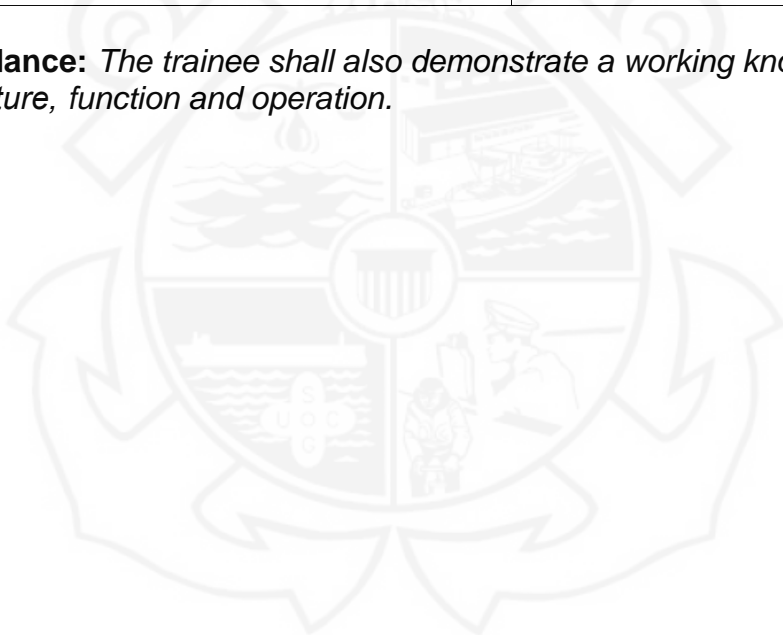 lance: The trainee shall also demonstrate a working kno
ture, function and operation.
S
U O C
G